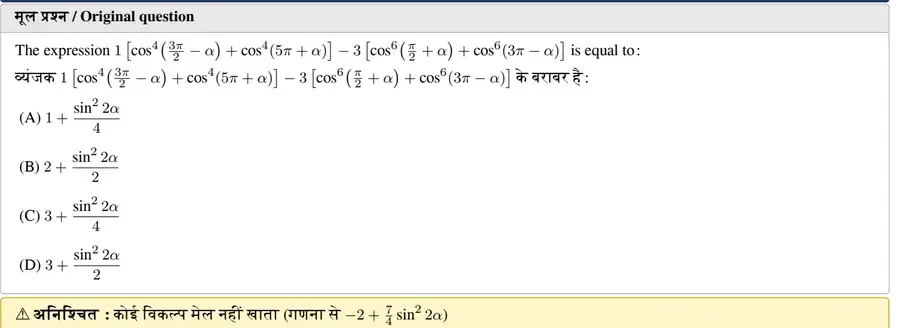 मूल प्रश्न / Original question
The expression 1 [cos⁴(3π/2 − α) + cos⁴(5π + α)] − 3 [cos⁶(π/2 + α) + cos⁶(3π − α)] is equal to:
व्यंजक 1 [cos⁴(3π/2 − α) + cos⁴(5π + α)] − 3 [cos⁶(π/2 + α) + cos⁶(3π − α)] के बराबर है:
(A) 1 + sin² 2α/4
(B) 2 + sin² 2α/2
(C) 3 + sin² 2α/4
(D) 3 + sin² 2α/2
⚠ अनिश्चित : कोई विकल्प मेल नहीं खाता (गणना से −2 + 7/4 sin² 2α)